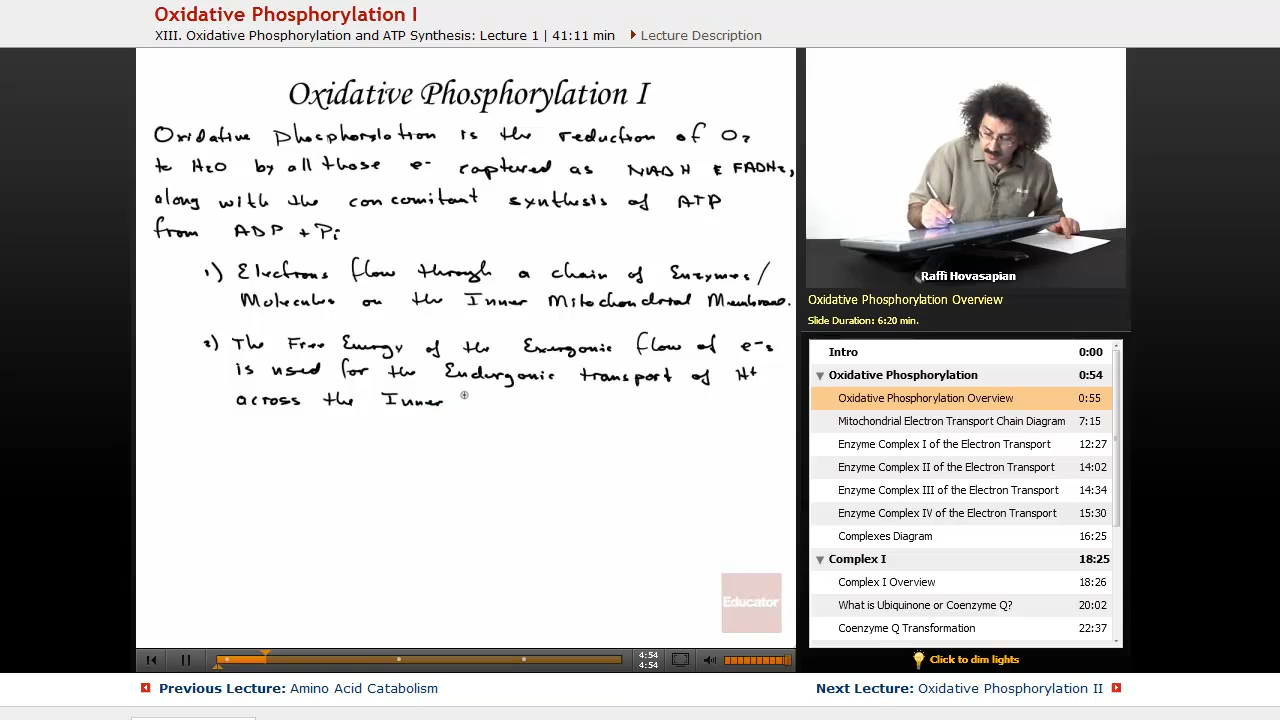 Oxidative Phosphorylation I
XIII. Oxidative Phosphorylation and ATP Synthesis: Lecture 1 | 41:11 min
Lecture Description
Oxidative Phosphorylation I
Oxidative phosphorylation is the reduction of O2
to H2O by all those e- captured as NADH & FADH2,
along with the concomitant synthesis of ATP
from ADP + Pi
1) Electrons flow through a chain of Enzymes/
Molecules on the Inner Mitochondrial Membrane.
2) The Free Energy of the Exergonic flow of e-s
is used for the Endergonic transport of H+
across the Inner
Educator
4:54
4:54
Raffi Hovasapian
Oxidative Phosphorylation Overview
Slide Duration: 6:20 min.
Intro 0:00
Oxidative Phosphorylation 0:54
Oxidative Phosphorylation Overview 0:55
Mitochondrial Electron Transport Chain Diagram 7:15
Enzyme Complex I of the Electron Transport 12:27
Enzyme Complex II of the Electron Transport 14:02
Enzyme Complex III of the Electron Transport 14:34
Enzyme Complex IV of the Electron Transport 15:30
Complexes Diagram 16:25
Complex I 18:25
Complex I Overview 18:26
What is Ubiquinone or Coenzyme Q? 20:02
Coenzyme Q Transformation 22:37
Click to dim lights
Previous Lecture: Amino Acid Catabolism
Next Lecture: Oxidative Phosphorylation II